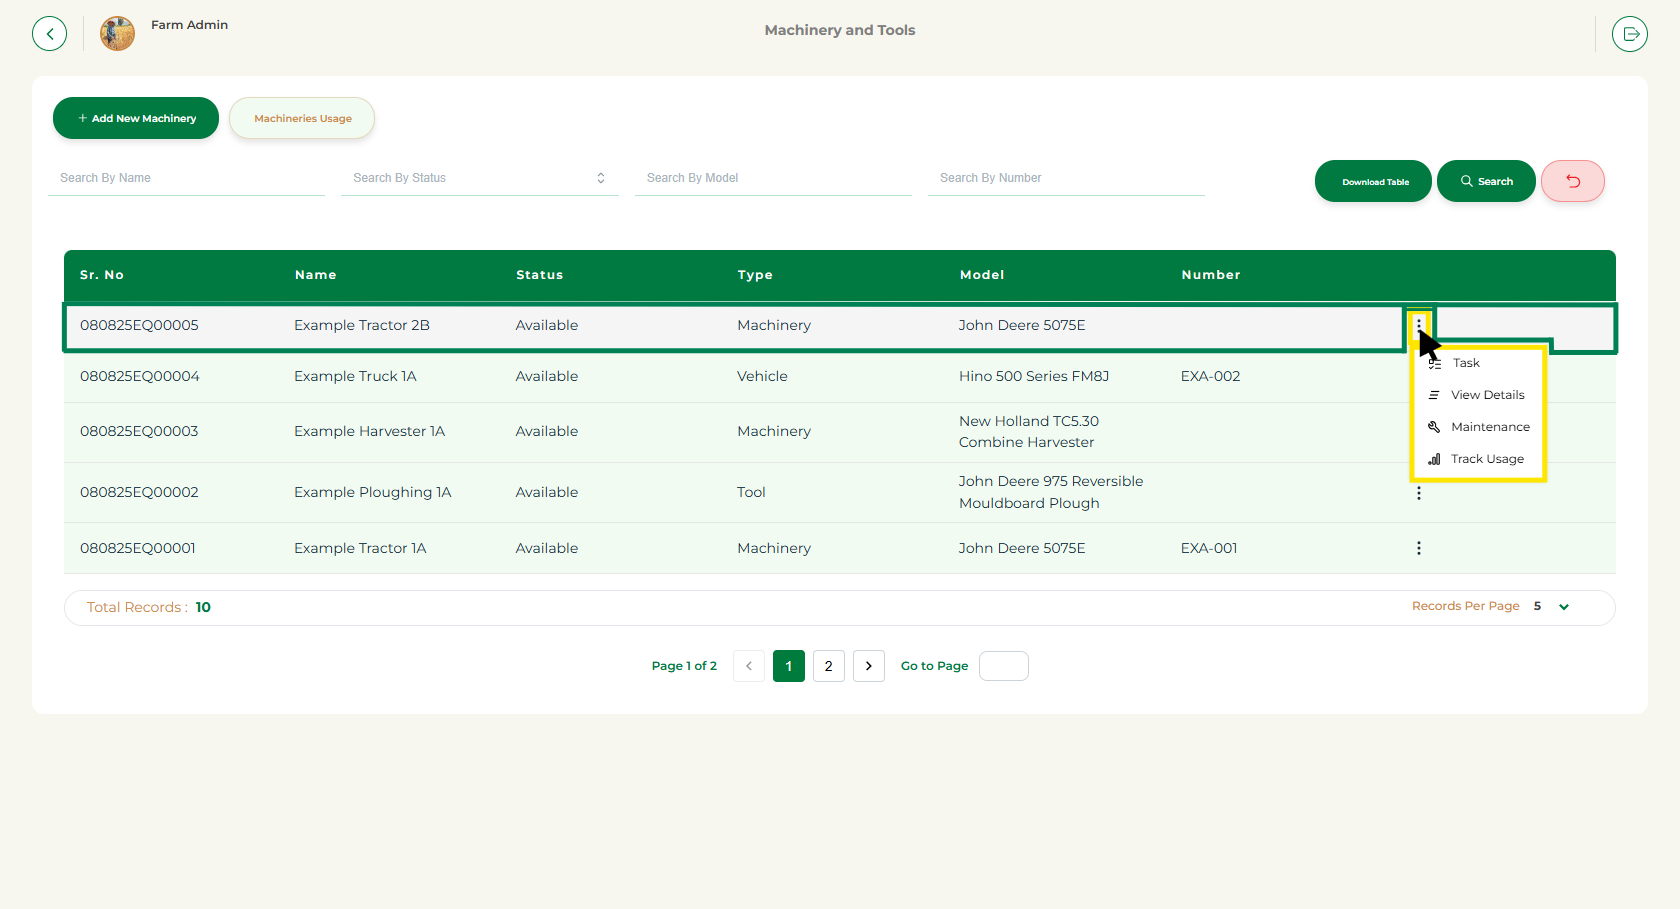 Farm Admin
Machinery and Tools
+ Add New Machinery
Machineries Usage
Search By Name
Search By Status
Search By Model
Search By Number
Download Table
Search
Sr. No Name Status Type Model Number
080825EQ00005 Example Tractor 2B Available Machinery John Deere 5075E
080825EQ00004 Example Truck 1A Available Vehicle Hino 500 Series FM8J EXA-002
080825EQ00003 Example Harvester 1A Available Machinery New Holland TC5.30
Combine Harvester
080825EQ00002 Example Ploughing 1A Available Tool John Deere 975 Reversible
Mouldboard Plough
080825EQ00001 Example Tractor 1A Available Machinery John Deere 5075E EXA-001
Task
View Details
Maintenance
Track Usage
Total Records : 10
Records Per Page 5
Page 1 of 2
1
2
Go to Page